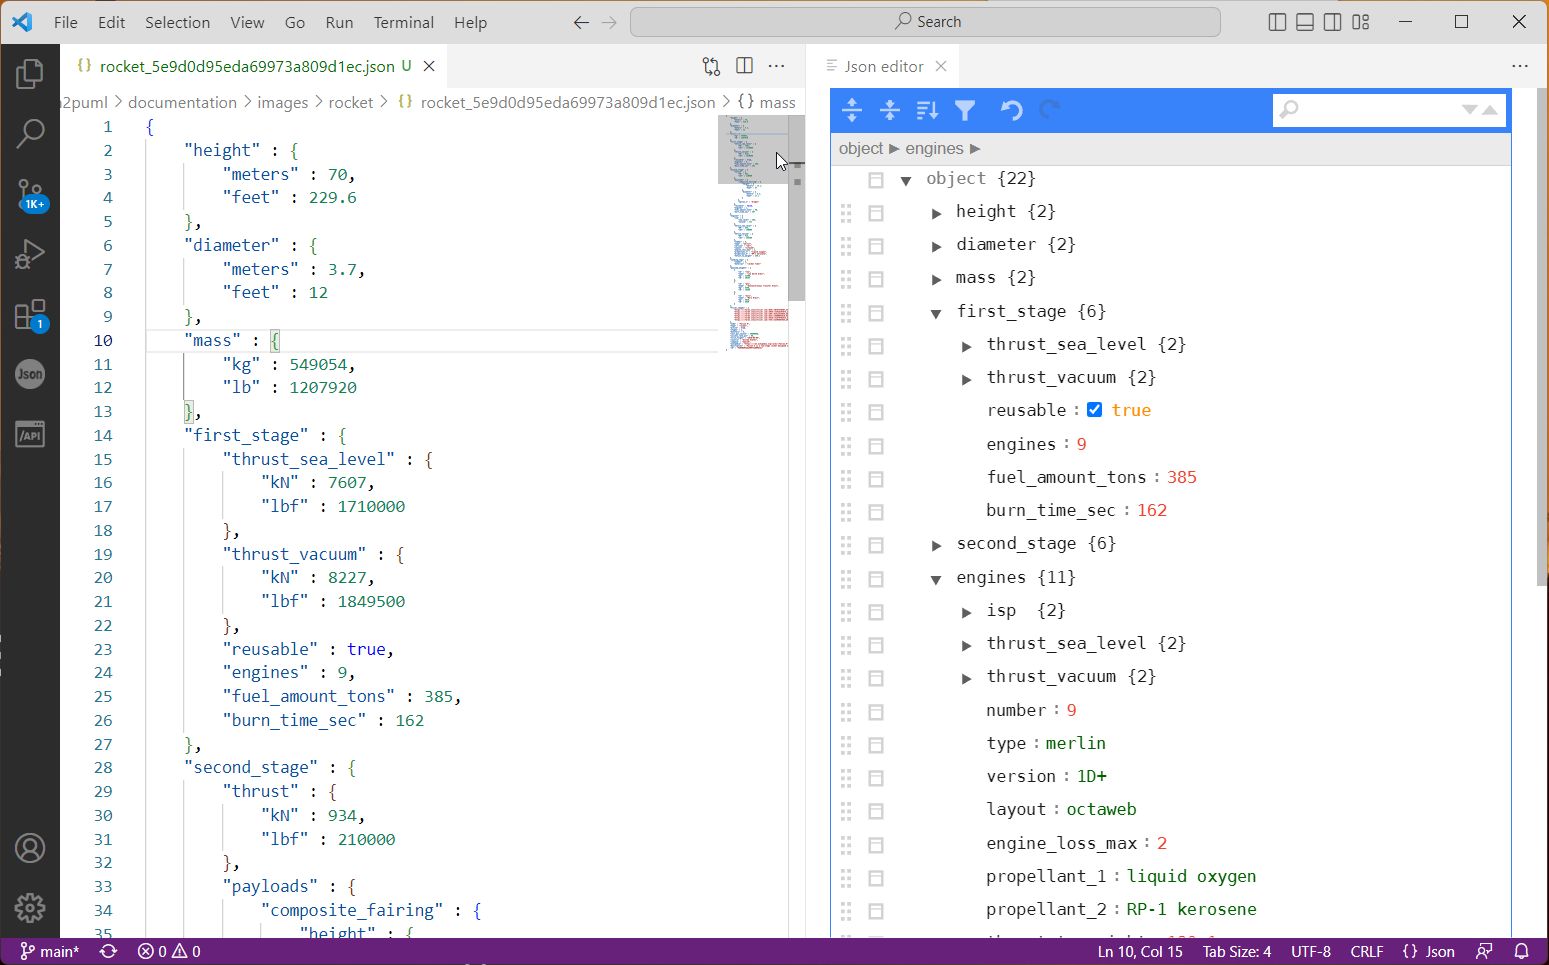 File Edit Selection View Go Run Terminal Help Search
{} rocket_5e9d0d95eda69973a809d1ec.json U
Json editor
2puml > documentation > images > rocket > {} rocket_5e9d0d95eda69973a809d1ec.json > {} mass
1 {
2 "height" : {
3 "meters" : 70,
4 "feet" : 229.6
5 },
6 "diameter" : {
7 "meters" : 3.7,
8 "feet" : 12
9 },
10 "mass" : {
11 "kg" : 549054,
12 "lb" : 1207920
13 },
14 "first_stage" : {
15 "thrust_sea_level" : {
16 "kN" : 7607,
17 "lbf" : 1710000
18 },
19 "thrust_vacuum" : {
20 "kN" : 8227,
21 "lbf" : 1849500
22 },
23 "reusable" : true,
24 "engines" : 9,
25 "fuel_amount_tons" : 385,
26 "burn_time_sec" : 162
27 },
28 "second_stage" : {
29 "thrust" : {
30 "kN" : 934,
31 "lbf" : 210000
32 },
33 "payloads" : {
34 "composite_fairing" : {
35 "height" : {
1K+
1
Json
/API
object ▶ engines ▶
object {22}
height {2}
diameter {2}
mass {2}
first_stage {6}
thrust_sea_level {2}
thrust_vacuum {2}
reusable : true
engines : 9
fuel_amount_tons : 385
burn_time_sec : 162
second_stage {6}
engines {11}
isp {2}
thrust_sea_level {2}
thrust_vacuum {2}
number : 9
type : merlin
version : 1D+
layout : octaweb
engine_loss_max : 2
propellant_1 : liquid oxygen
propellant_2 : RP-1 kerosene
main* 0 0 Ln 10, Col 15 Tab Size: 4 UTF-8 CRLF {} Json